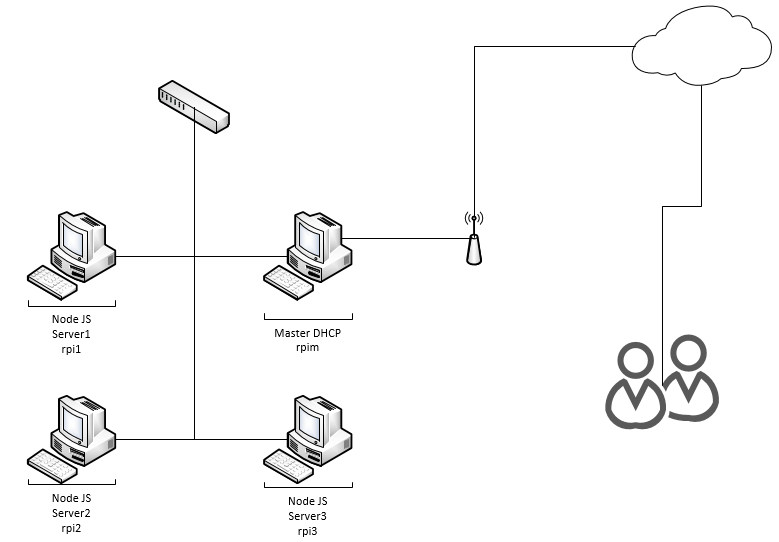 Node JS
Server1
rpi1
Master DHCP
rpim
Node JS
Server2
rpi2
Node JS
Server3
rpi3